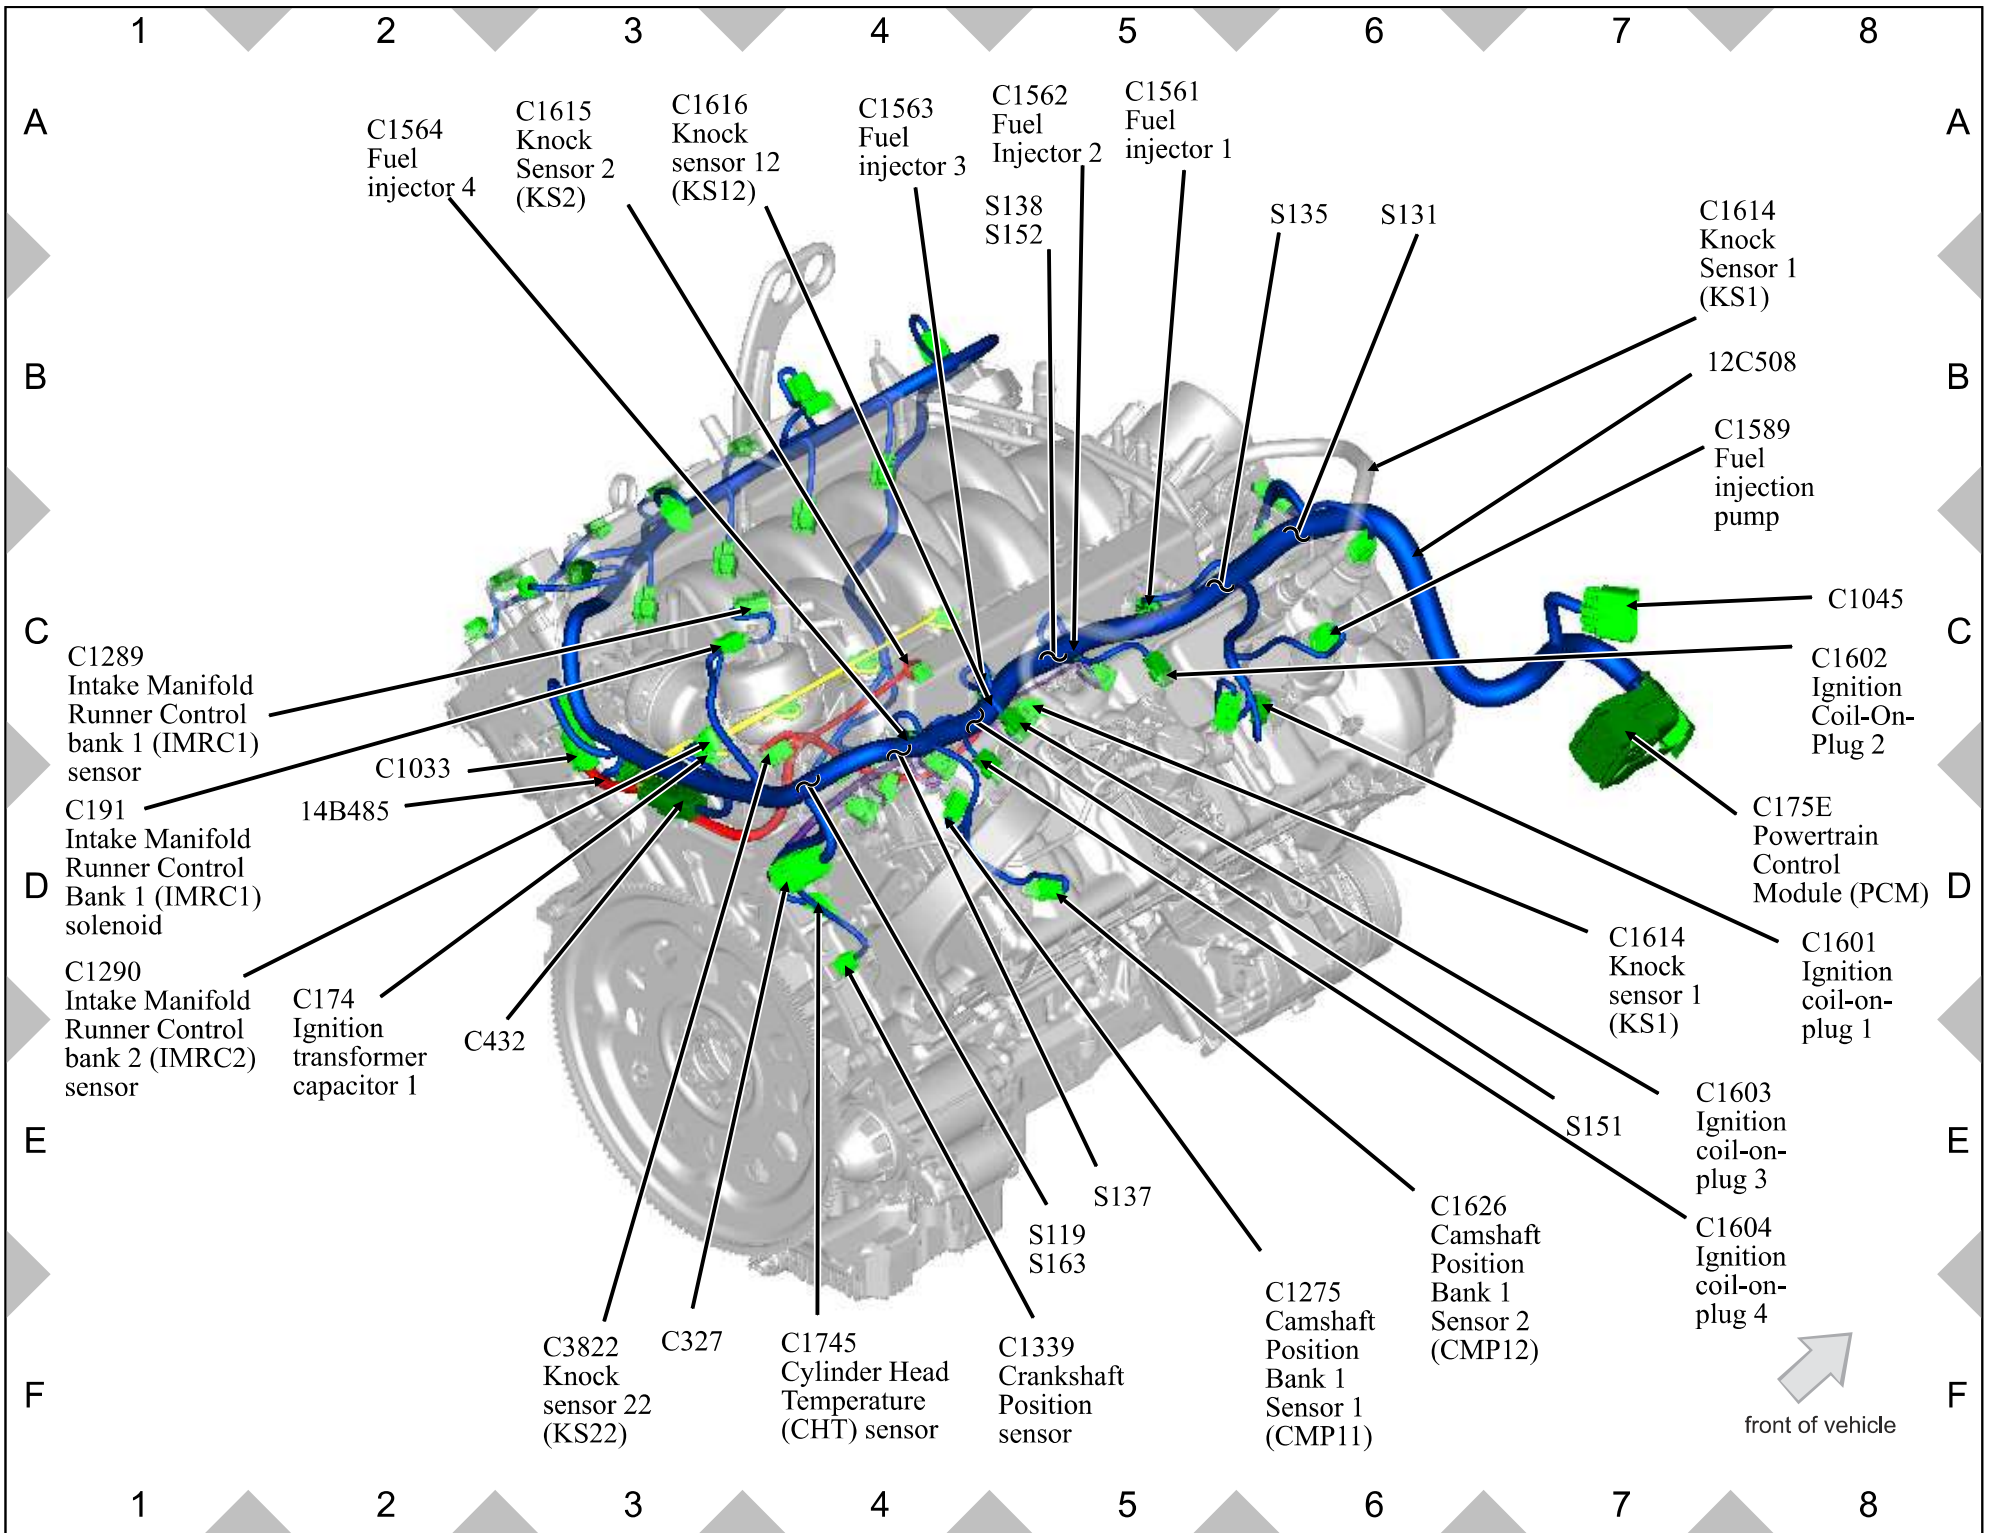 1 2 3 4 5 6 7 8
A
A
C1564
Fuel
injector 4
C1615
Knock
Sensor 2
(KS2)
C1616
Knock
sensor 12
(KS12)
C1563
Fuel
injector 3
C1562
Fuel
Injector 2
C1561
Fuel
injector 1
S138
S152
S135
S131
C1614
Knock
Sensor 1
(KS1)
B
B
12C508
C1589
Fuel
injection
pump
C
C
C1045
C1289
Intake Manifold
Runner Control
bank 1 (IMRC1)
sensor
C1602
Ignition
Coil-On-
Plug 2
C1033
14B485
C191
Intake Manifold
Runner Control
Bank 1 (IMRC1)
solenoid
C175E
Powertrain
Control
Module (PCM)
D
D
C1290
Intake Manifold
Runner Control
bank 2 (IMRC2)
sensor
C174
Ignition
transformer
capacitor 1
C432
C1614
Knock
sensor 1
(KS1)
C1601
Ignition
coil-on-
plug 1
E
E
S151
C1603
Ignition
coil-on-
plug 3
S137
S119
S163
C1626
Camshaft
Position
Bank 1
Sensor 2
(CMP12)
C1604
Ignition
coil-on-
plug 4
C3822
Knock
sensor 22
(KS22)
C327
C1745
Cylinder Head
Temperature
(CHT) sensor
C1339
Crankshaft
Position
sensor
C1275
Camshaft
Position
Bank 1
Sensor 1
(CMP11)
F
F
front of vehicle
1 2 3 4 5 6 7 8